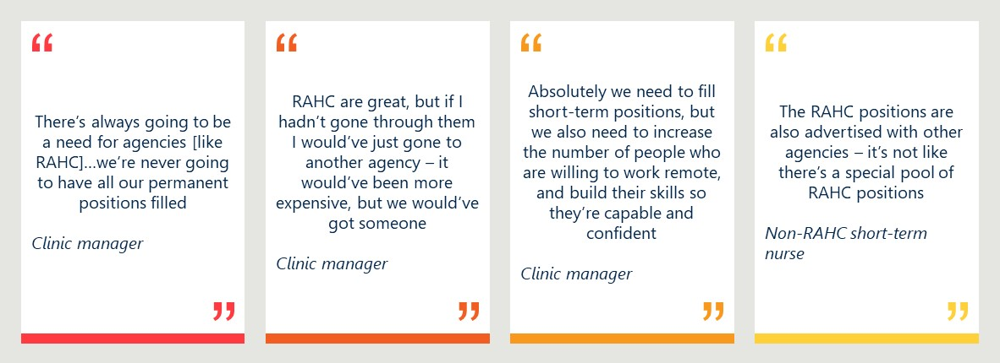 “
There’s always going to be
a need for agencies [like
RAHC]…we’re never going
to have all our permanent
positions filled
Clinic manager
”
“
RAHC are great, but if I
hadn’t gone through them
I would’ve just gone to
another agency – it
would’ve been more
expensive, but we would’ve
got someone
Clinic manager
”
“
Absolutely we need to fill
short-term positions, but
we also need to increase
the number of people who
are willing to work remote,
and build their skills so
they’re capable and
confident
Clinic manager
”
“
The RAHC positions are
also advertised with other
agencies – it’s not like
there’s a special pool of
RAHC positions
Non-RAHC short-term
nurse
”